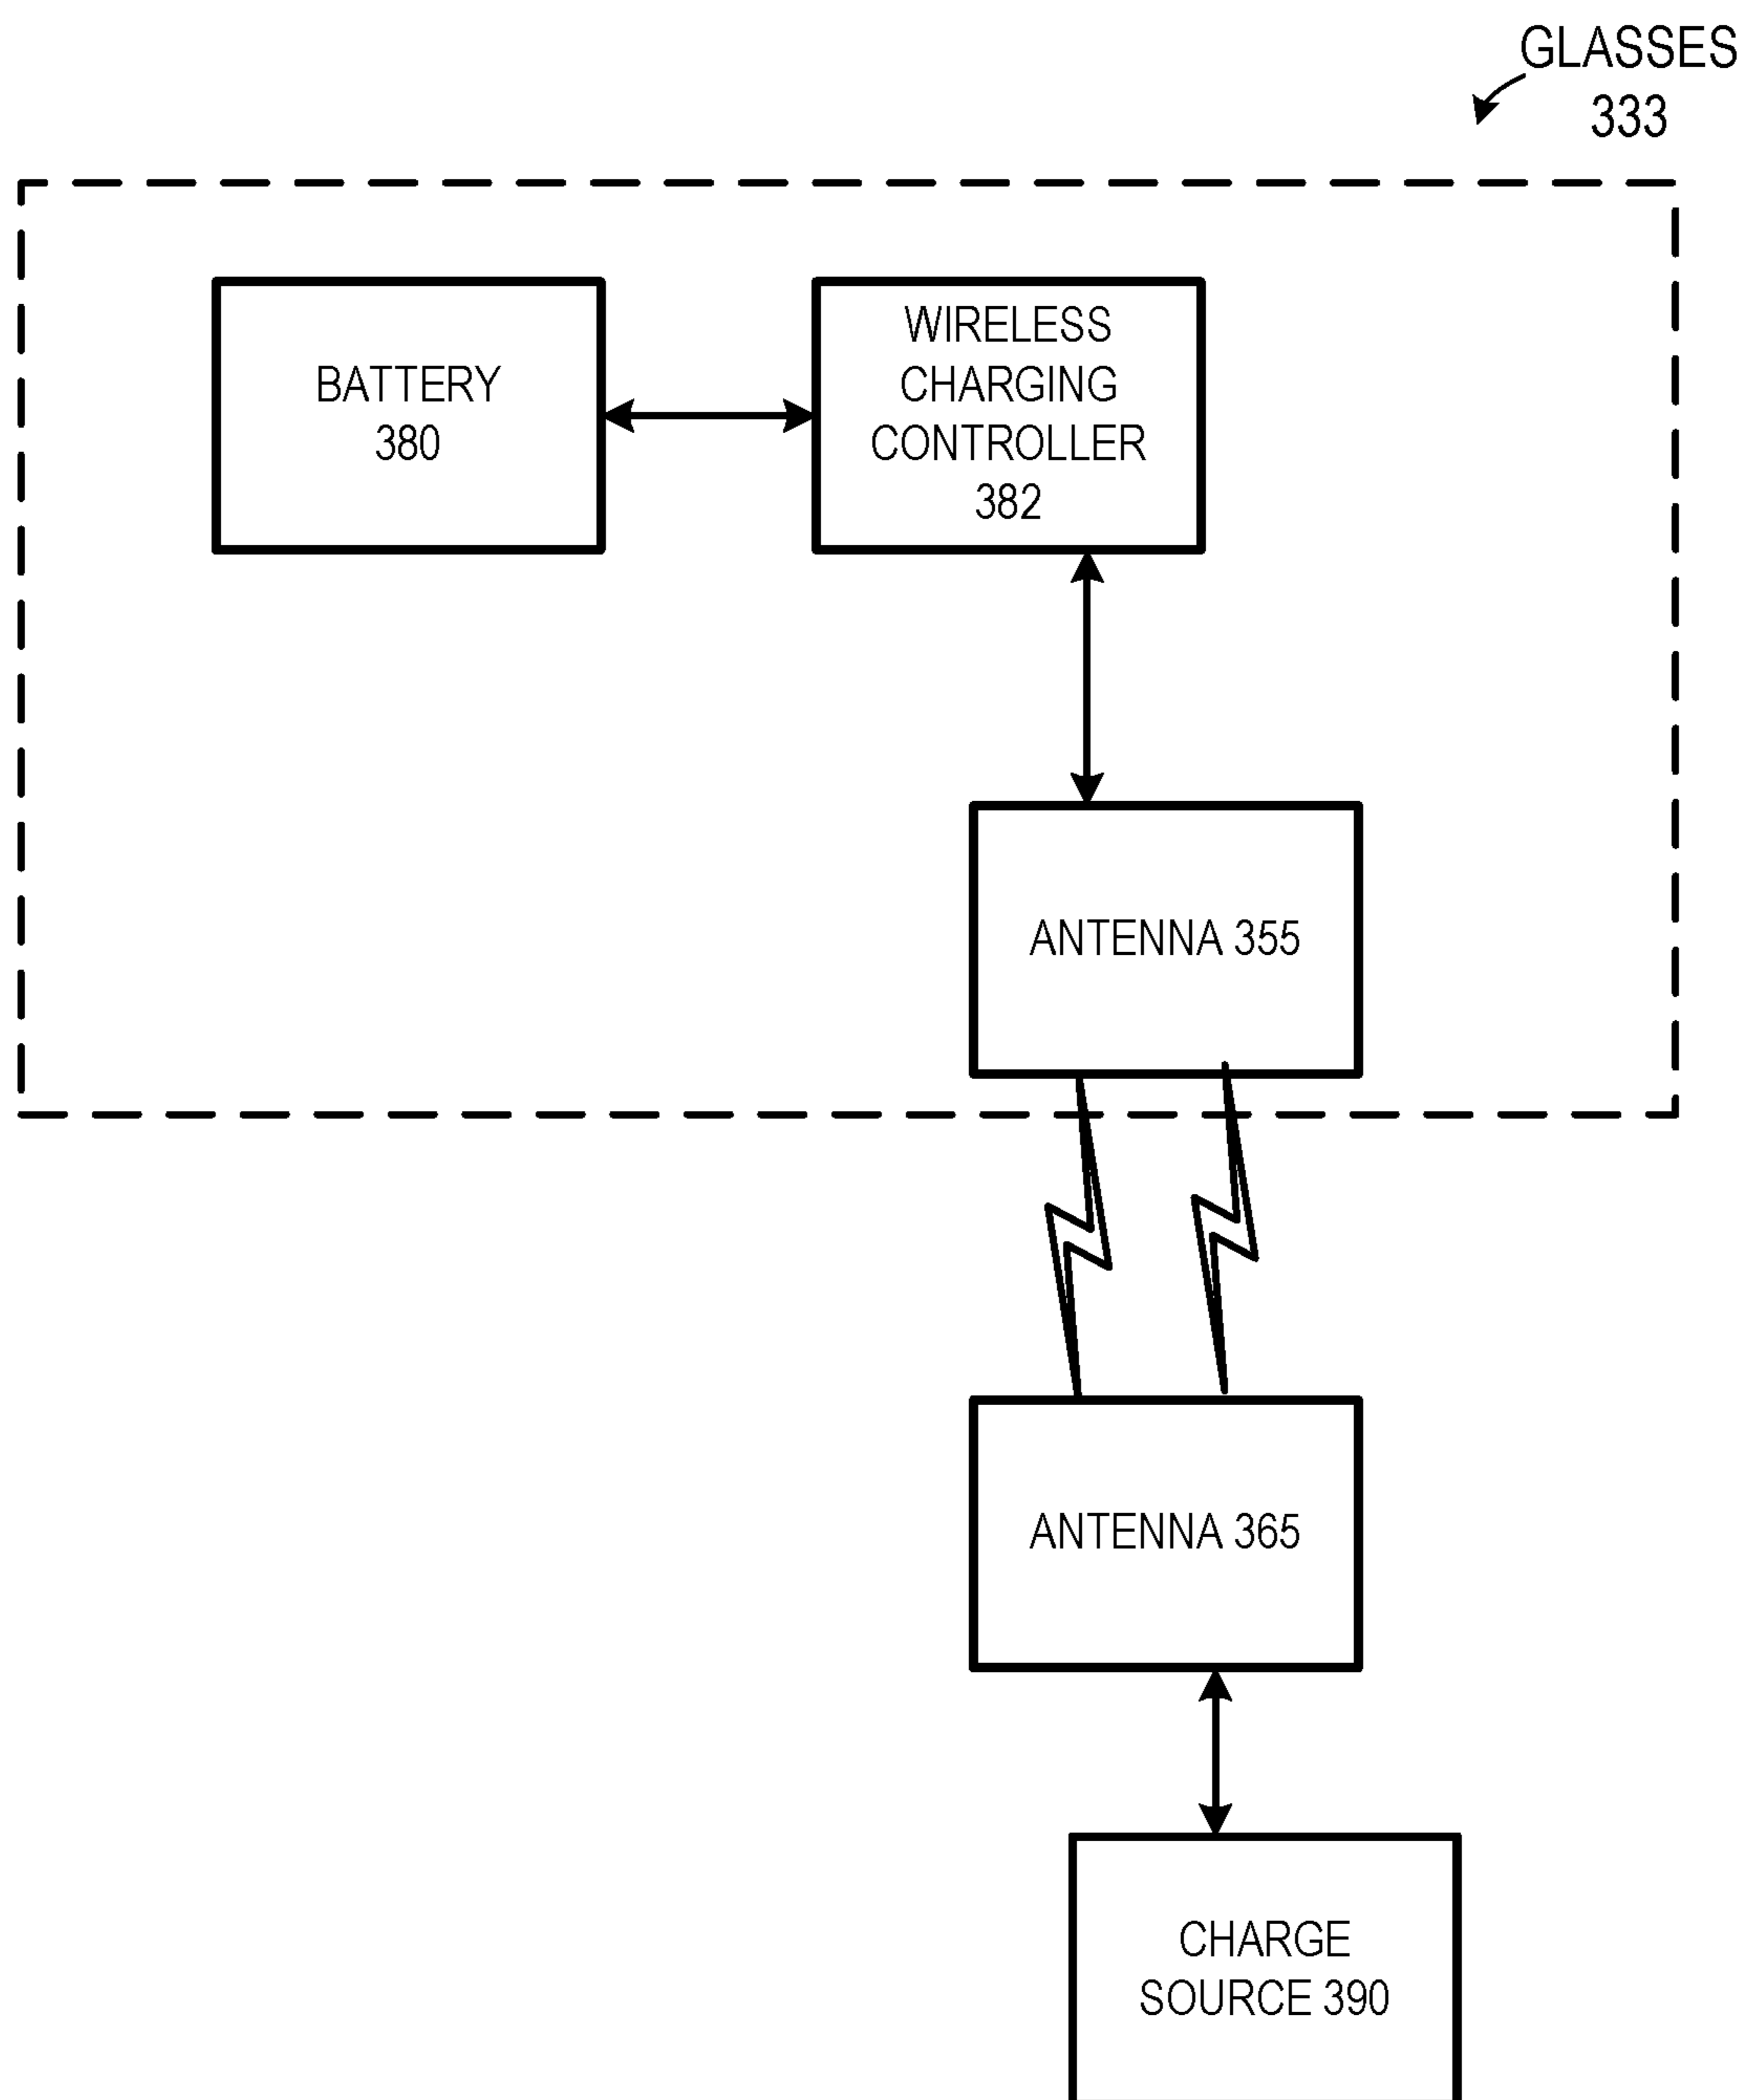 GLASSES
333
BATTERY
380
WIRELESS
CHARGING
CONTROLLER
382
ANTENNA 355
ANTENNA 365
CHARGE
SOURCE 390